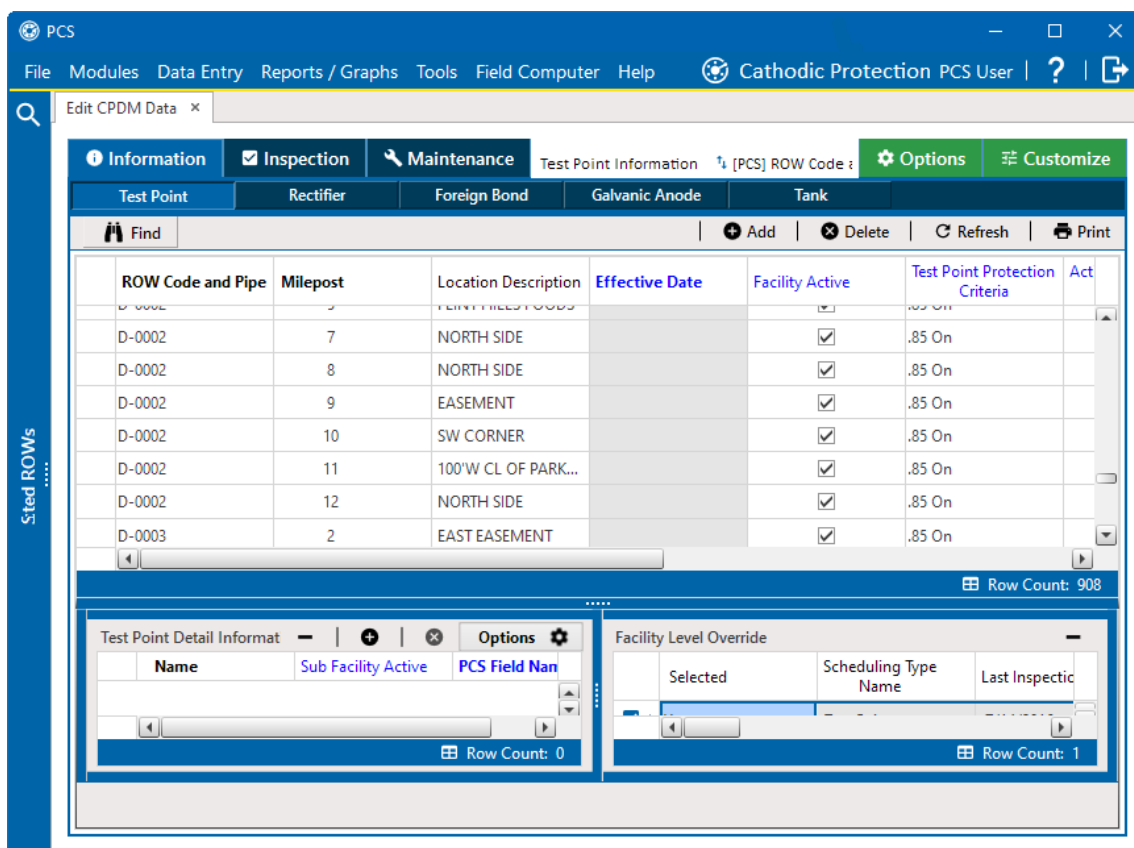 PCS
File Modules Data Entry Reports / Graphs Tools Field Computer Help Cathodic Protection PCS User | ? |
Edit CPDM Data ×
Information Inspection Maintenance Test Point Information [PCS] ROW Code a Options Customize
Test Point Rectifier Foreign Bond Galvanic Anode Tank
Find | Add | Delete | Refresh | Print
ROW Code and Pipe Milepost Location Description Effective Date Facility Active Test Point Protection Criteria Act
D-0002 7 NORTH SIDE .85 On
D-0002 8 NORTH SIDE .85 On
D-0002 9 EASEMENT .85 On
D-0002 10 SW CORNER .85 On
D-0002 11 100'W CL OF PARK... .85 On
D-0002 12 NORTH SIDE .85 On
D-0003 2 EAST EASEMENT .85 On
Row Count: 908
Test Point Detail Informat Options
Name Sub Facility Active PCS Field Nan
Row Count: 0
Facility Level Override
Selected Scheduling Type Name Last Inspectic
Row Count: 1
sted ROWs